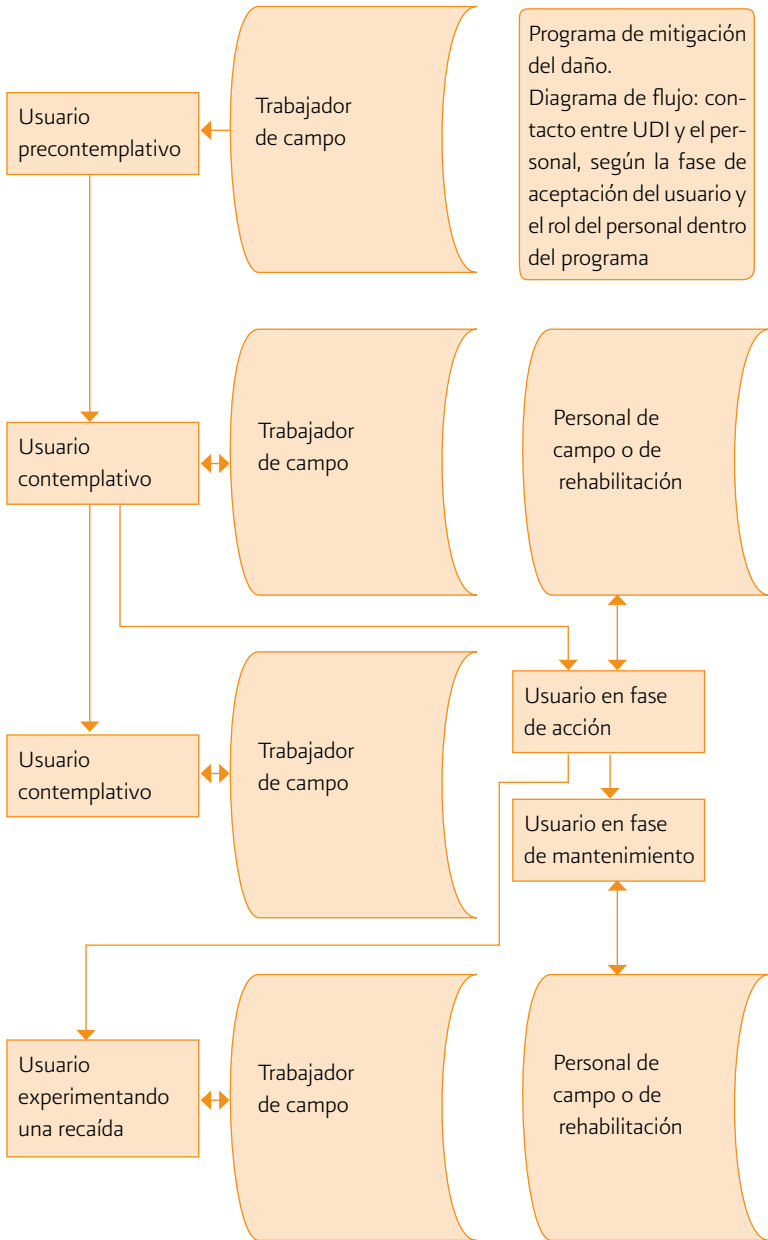 Programa de mitigación
del daño.
Diagrama de flujo: con-
tacto entre UDI y el per-
sonal, según la fase de
aceptación del usuario y
el rol del personal dentro
del programa
Usuario
precontemplativo
Trabajador
de campo
Usuario
contemplativo
Trabajador
de campo
Personal de
campo o de
rehabilitación
Usuario en fase
de acción
Usuario
contemplativo
Trabajador
de campo
Usuario en fase
de mantenimiento
Usuario
experimentando
una recaída
Trabajador
de campo
Personal de
campo o de
rehabilitación